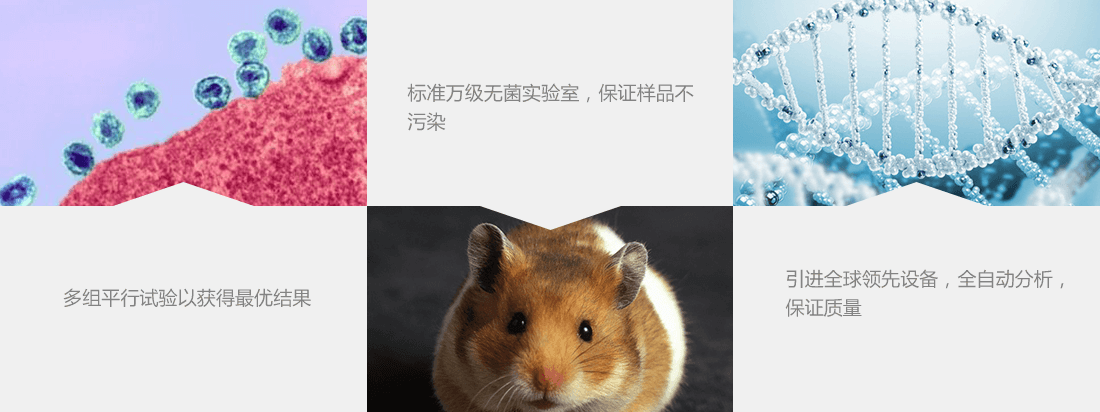 标准万级无菌实验室，保证样品不
污染
多组平行试验以获得最优结果
引进全球领先设备，全自动分析，
保证质量